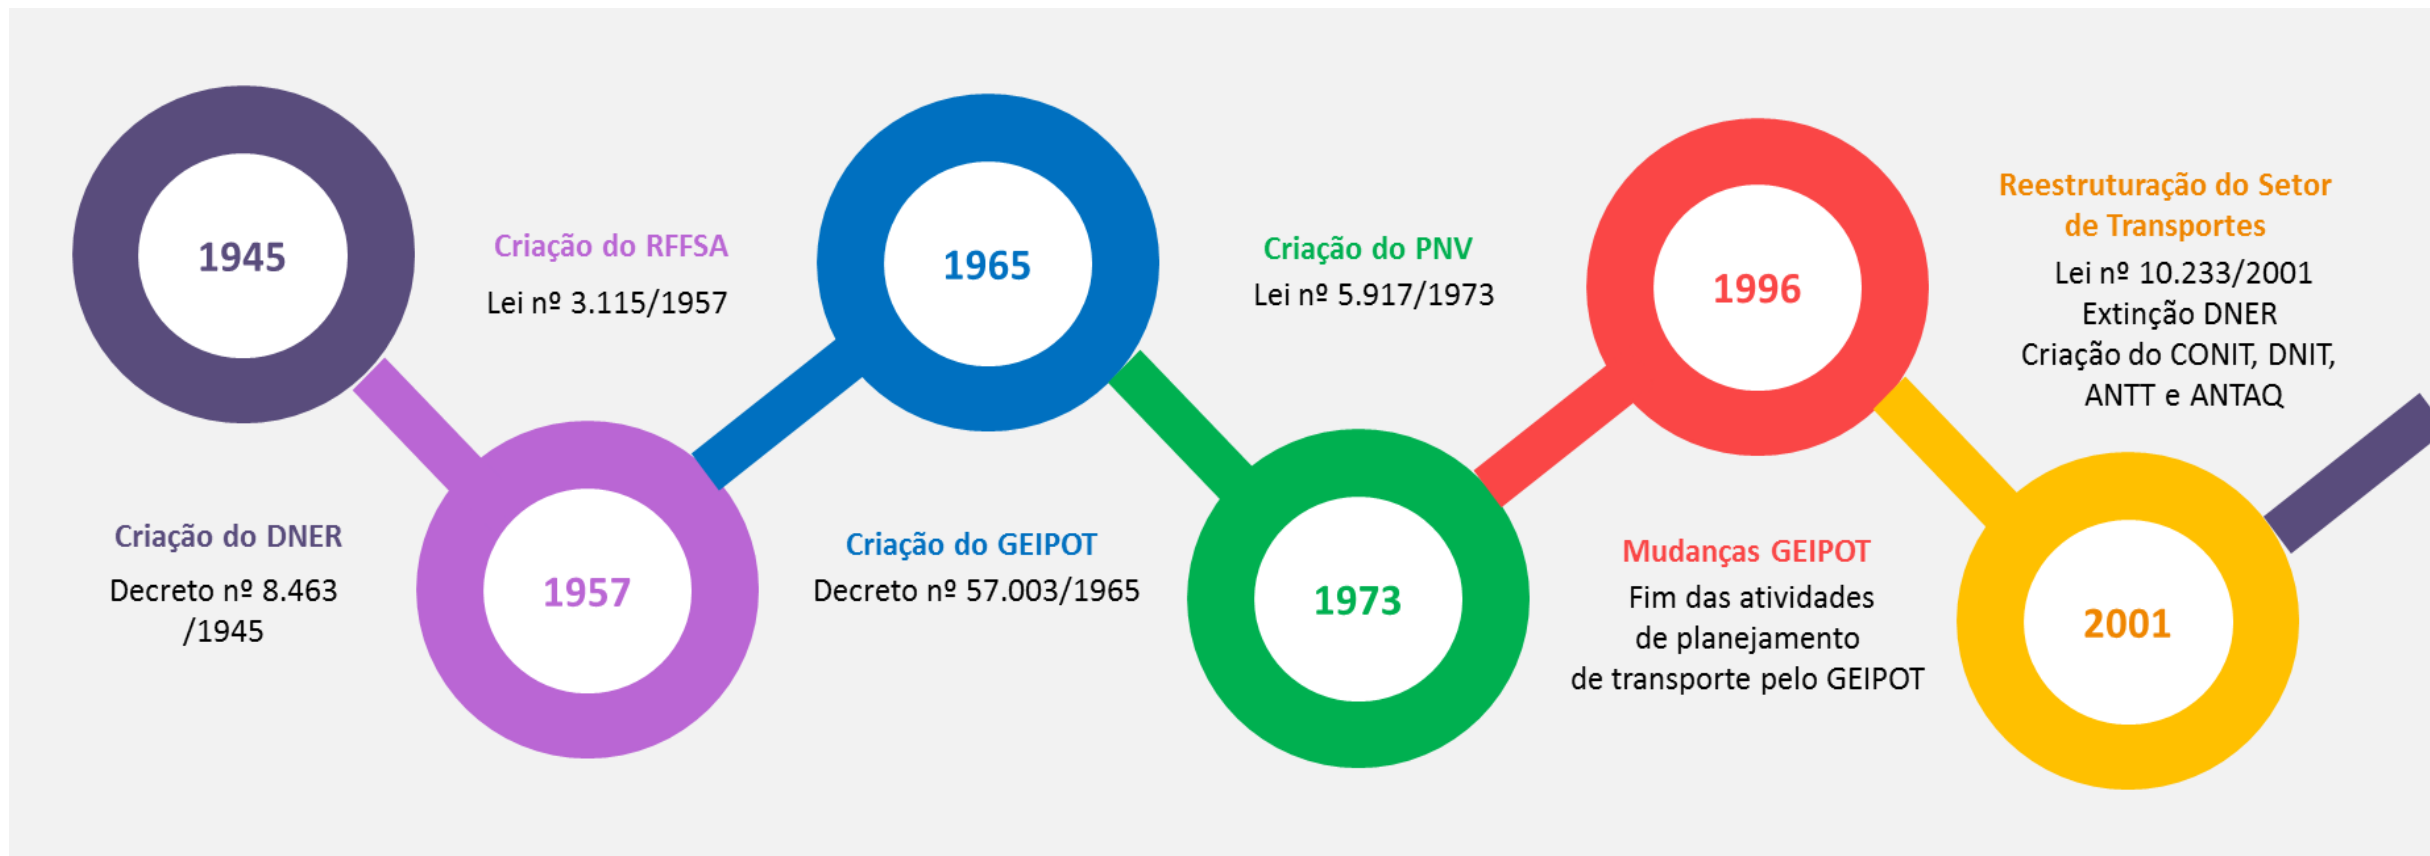 1945
Criação do DNER
Decreto nº 8.463
/1945
Criação do RFFSA
Lei nº 3.115/1957
1957
1965
Criação do GEIPOT
Decreto nº 57.003/1965
Criação do PNV
Lei nº 5.917/1973
1973
1996
Mudanças GEIPOT
Fim das atividades
de planejamento
de transporte pelo GEIPOT
Reestruturação do Setor
de Transportes
Lei nº 10.233/2001
Extinção DNER
Criação do CONIT, DNIT,
ANTT e ANTAQ
2001